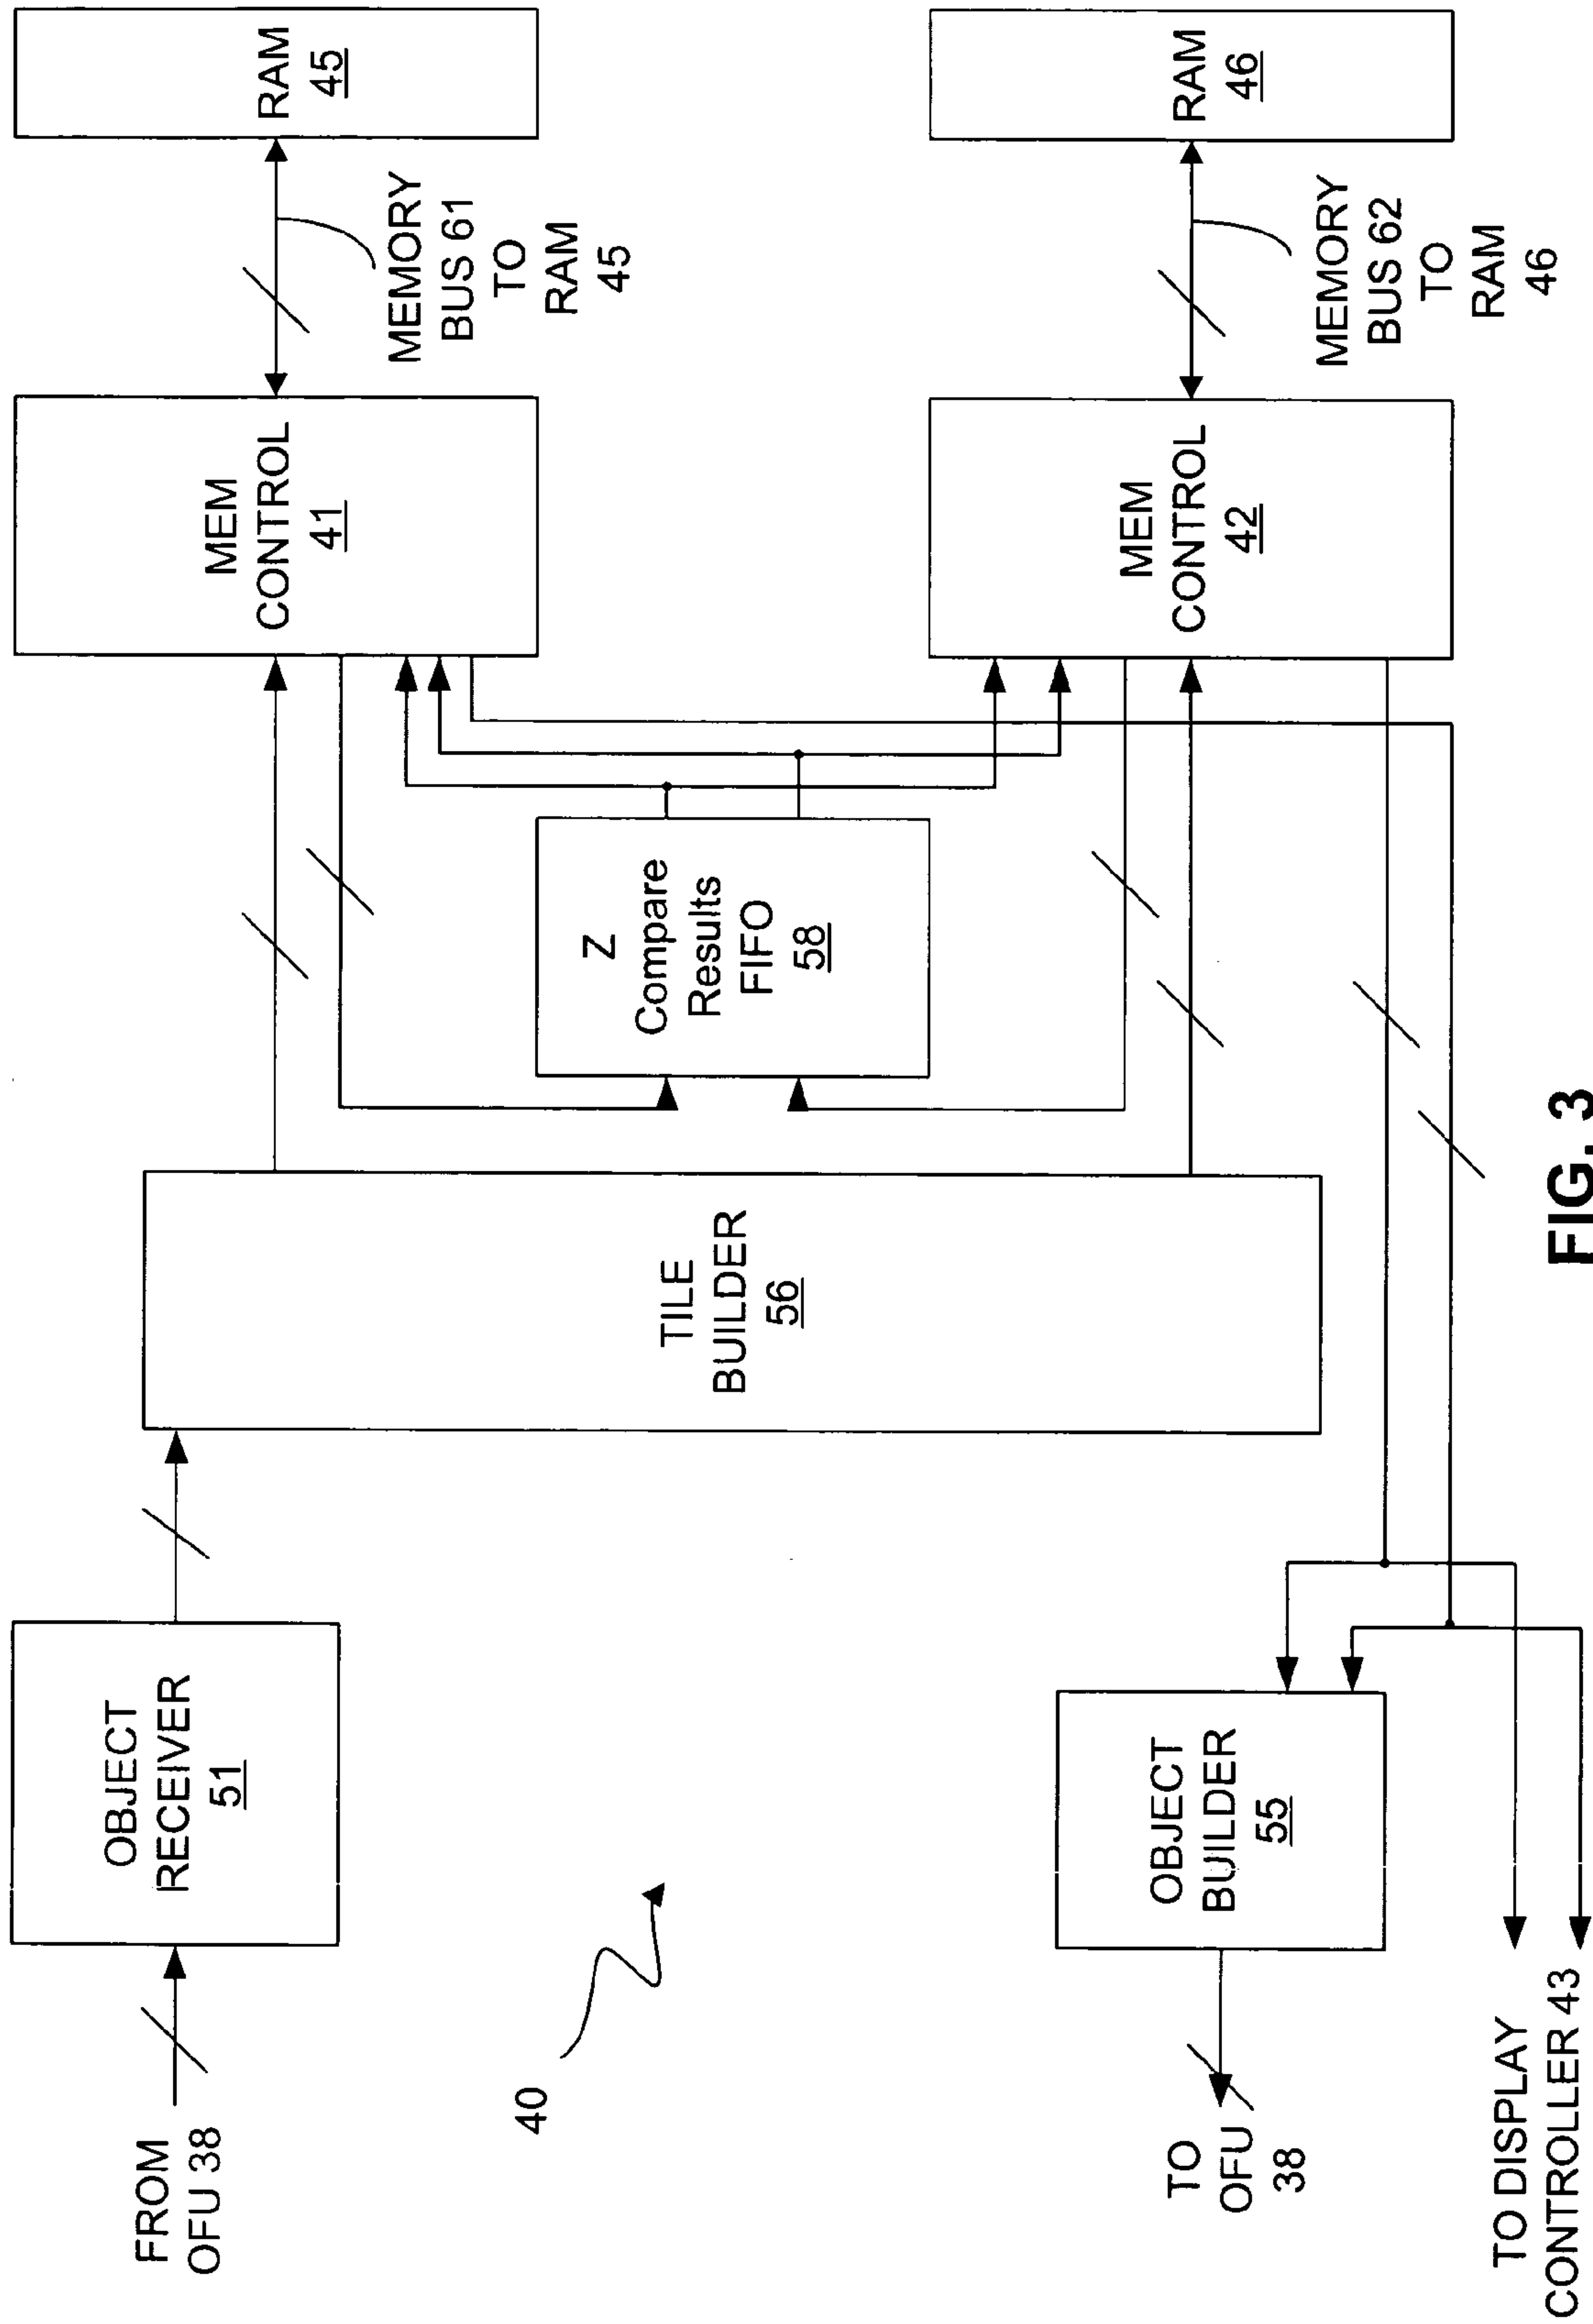 FROM
OFU 38
OBJECT
RECEIVER
51
TILE
BUILDER
56
MEM
CONTROL
41
MEMORY
BUS 61
TO
RAM
45
RAM
45
Z
Compare
Results
FIFO
58
40
MEM
CONTROL
42
MEMORY
BUS 62
TO
RAM
46
RAM
46
TO
OFU
38
OBJECT
BUILDER
55
TO DISPLAY
CONTROLLER 43
FIG. 3